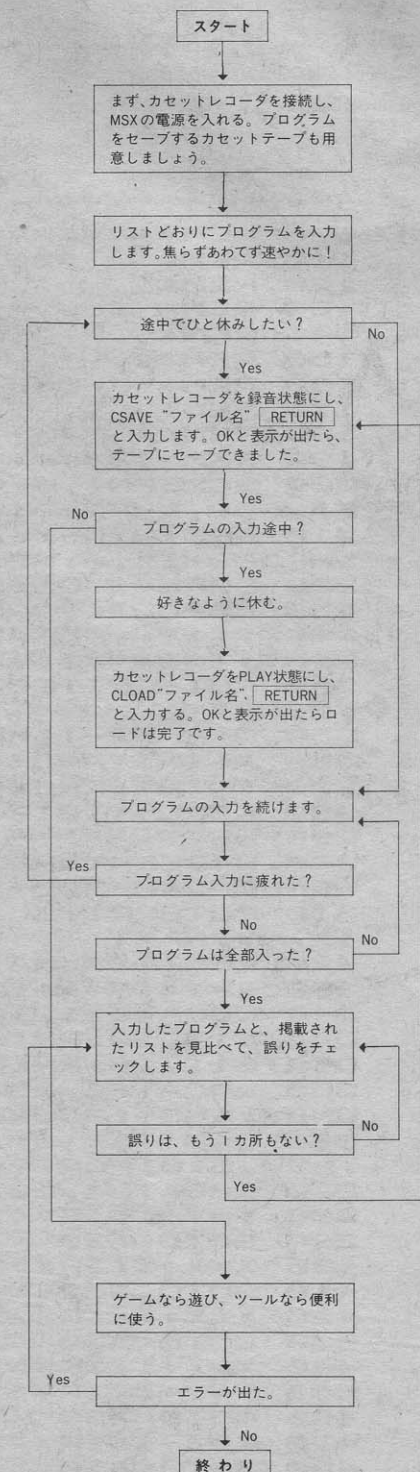 スタート
まず、カセットレコーダを接続し、
MSXの電源を入れる。プログラム
をセーブするカセットテープも用
意しましょう。
リストどおりにプログラムを入力
します。焦らずあわてず速やかに！
途中でひと休みしたい？
No
Yes
カセットレコーダを録音状態にし、
CSAVE "ファイル名" RETURN
と入力します。OKと表示が出たら、
テープにセーブできました。
Yes
No
プログラムの入力途中？
Yes
好きなように休む。
カセットレコーダをPLAY状態にし、
CLOAD"ファイル名"、RETURN
と入力する。OKと表示が出たらロ
ードは完了です。
プログラムの入力を続けます。
Yes
プログラム入力に疲れた？
No
プログラムは全部入った？
No
Yes
入力したプログラムと、掲載され
たリストを見比べて、誤りをチェ
ックします。
誤りは、もう1カ所もない？
No
Yes
ゲームなら遊び、ツールなら便利
に使う。
Yes
エラーが出た。
No
終わり